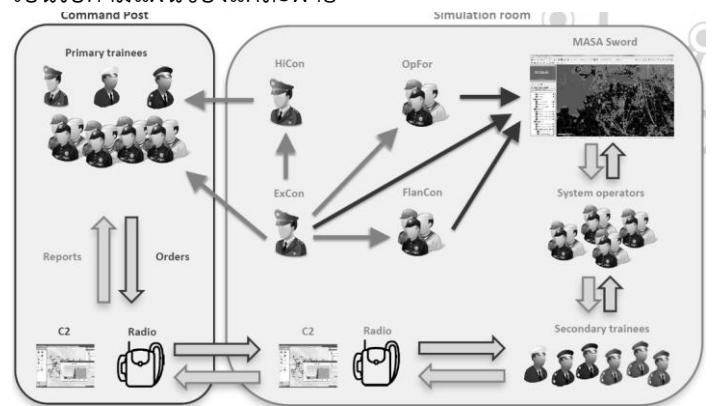 Command Post
Simulation room
Primary trainees
HiCon
OpFor
MASA Sword
ExCon
FlanCon
System operators
Reports
Orders
C2
Radio
C2
Radio
Secondary trainees